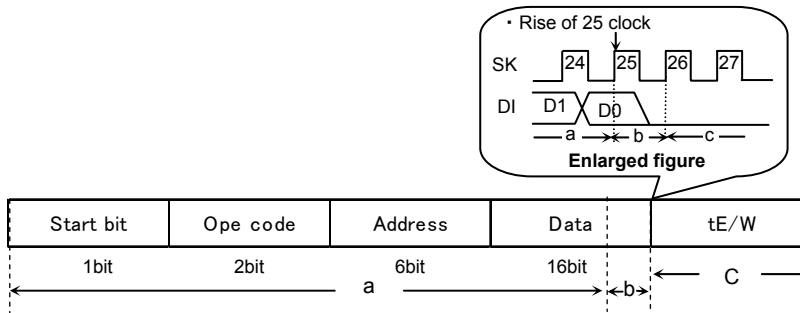 ・ Rise of 25 clock
SK 24 25 26 27
DI D1 D0
a b c
Enlarged figure
Start bit Ope code Address Data tE/W
1bit 2bit 6bit 16bit
a b C